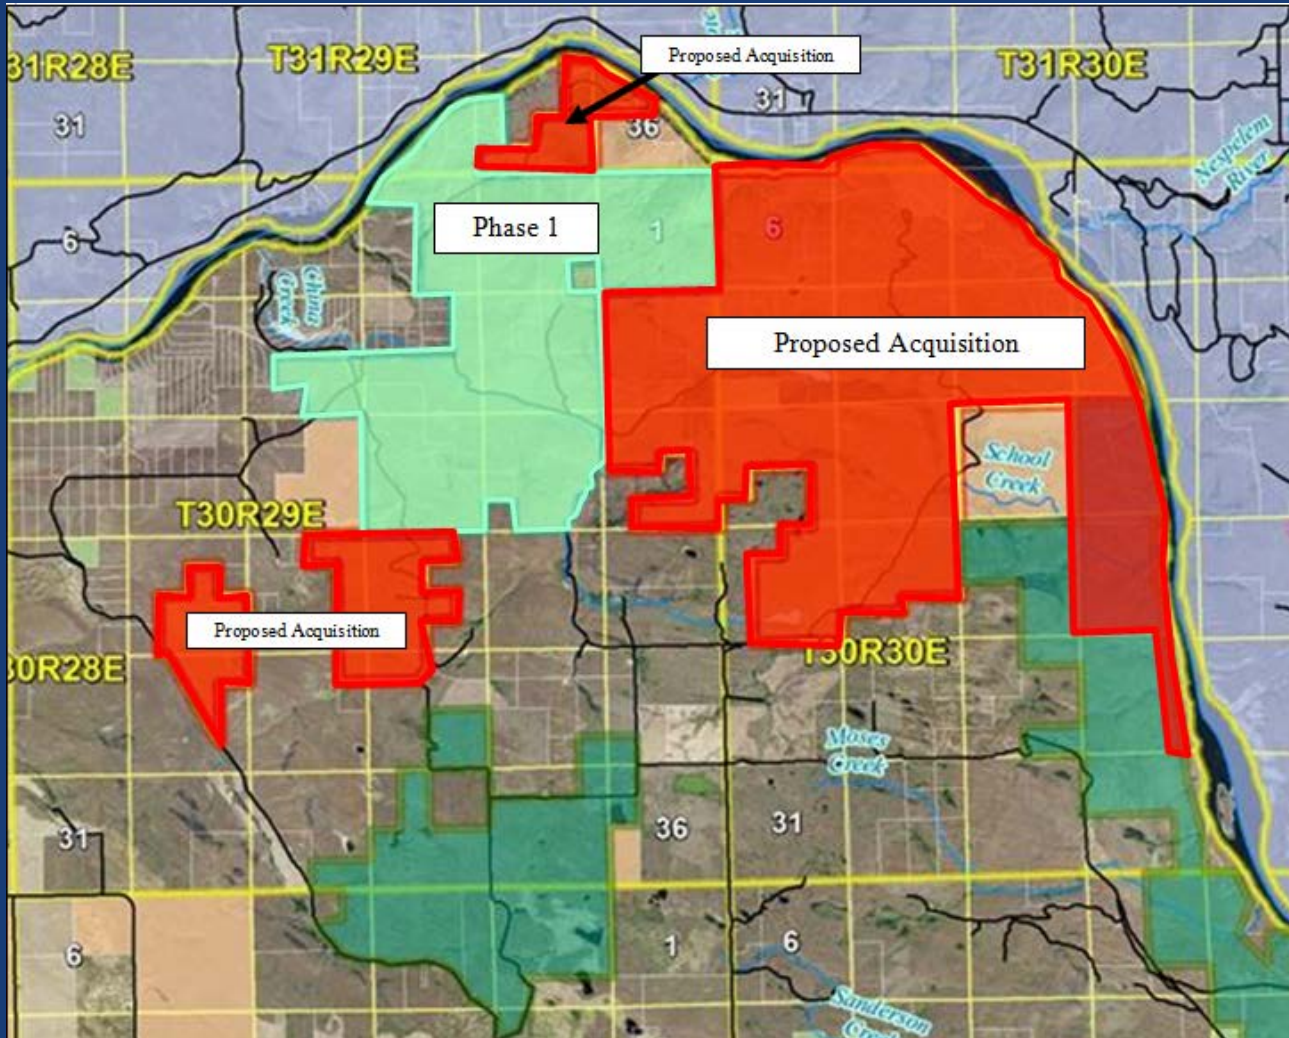 Proposed Acquisition
T31R29E
T31R30E
31R28E
31
31
36
Nespelem
River
6
Phase 1
1
6
China
Creek
Proposed Acquisition
School
Creek
T30R29E
Proposed Acquisition
30R28E
T30R30E
Moses
Creek
31
36
31
6
1
6
Sanderson
Creek